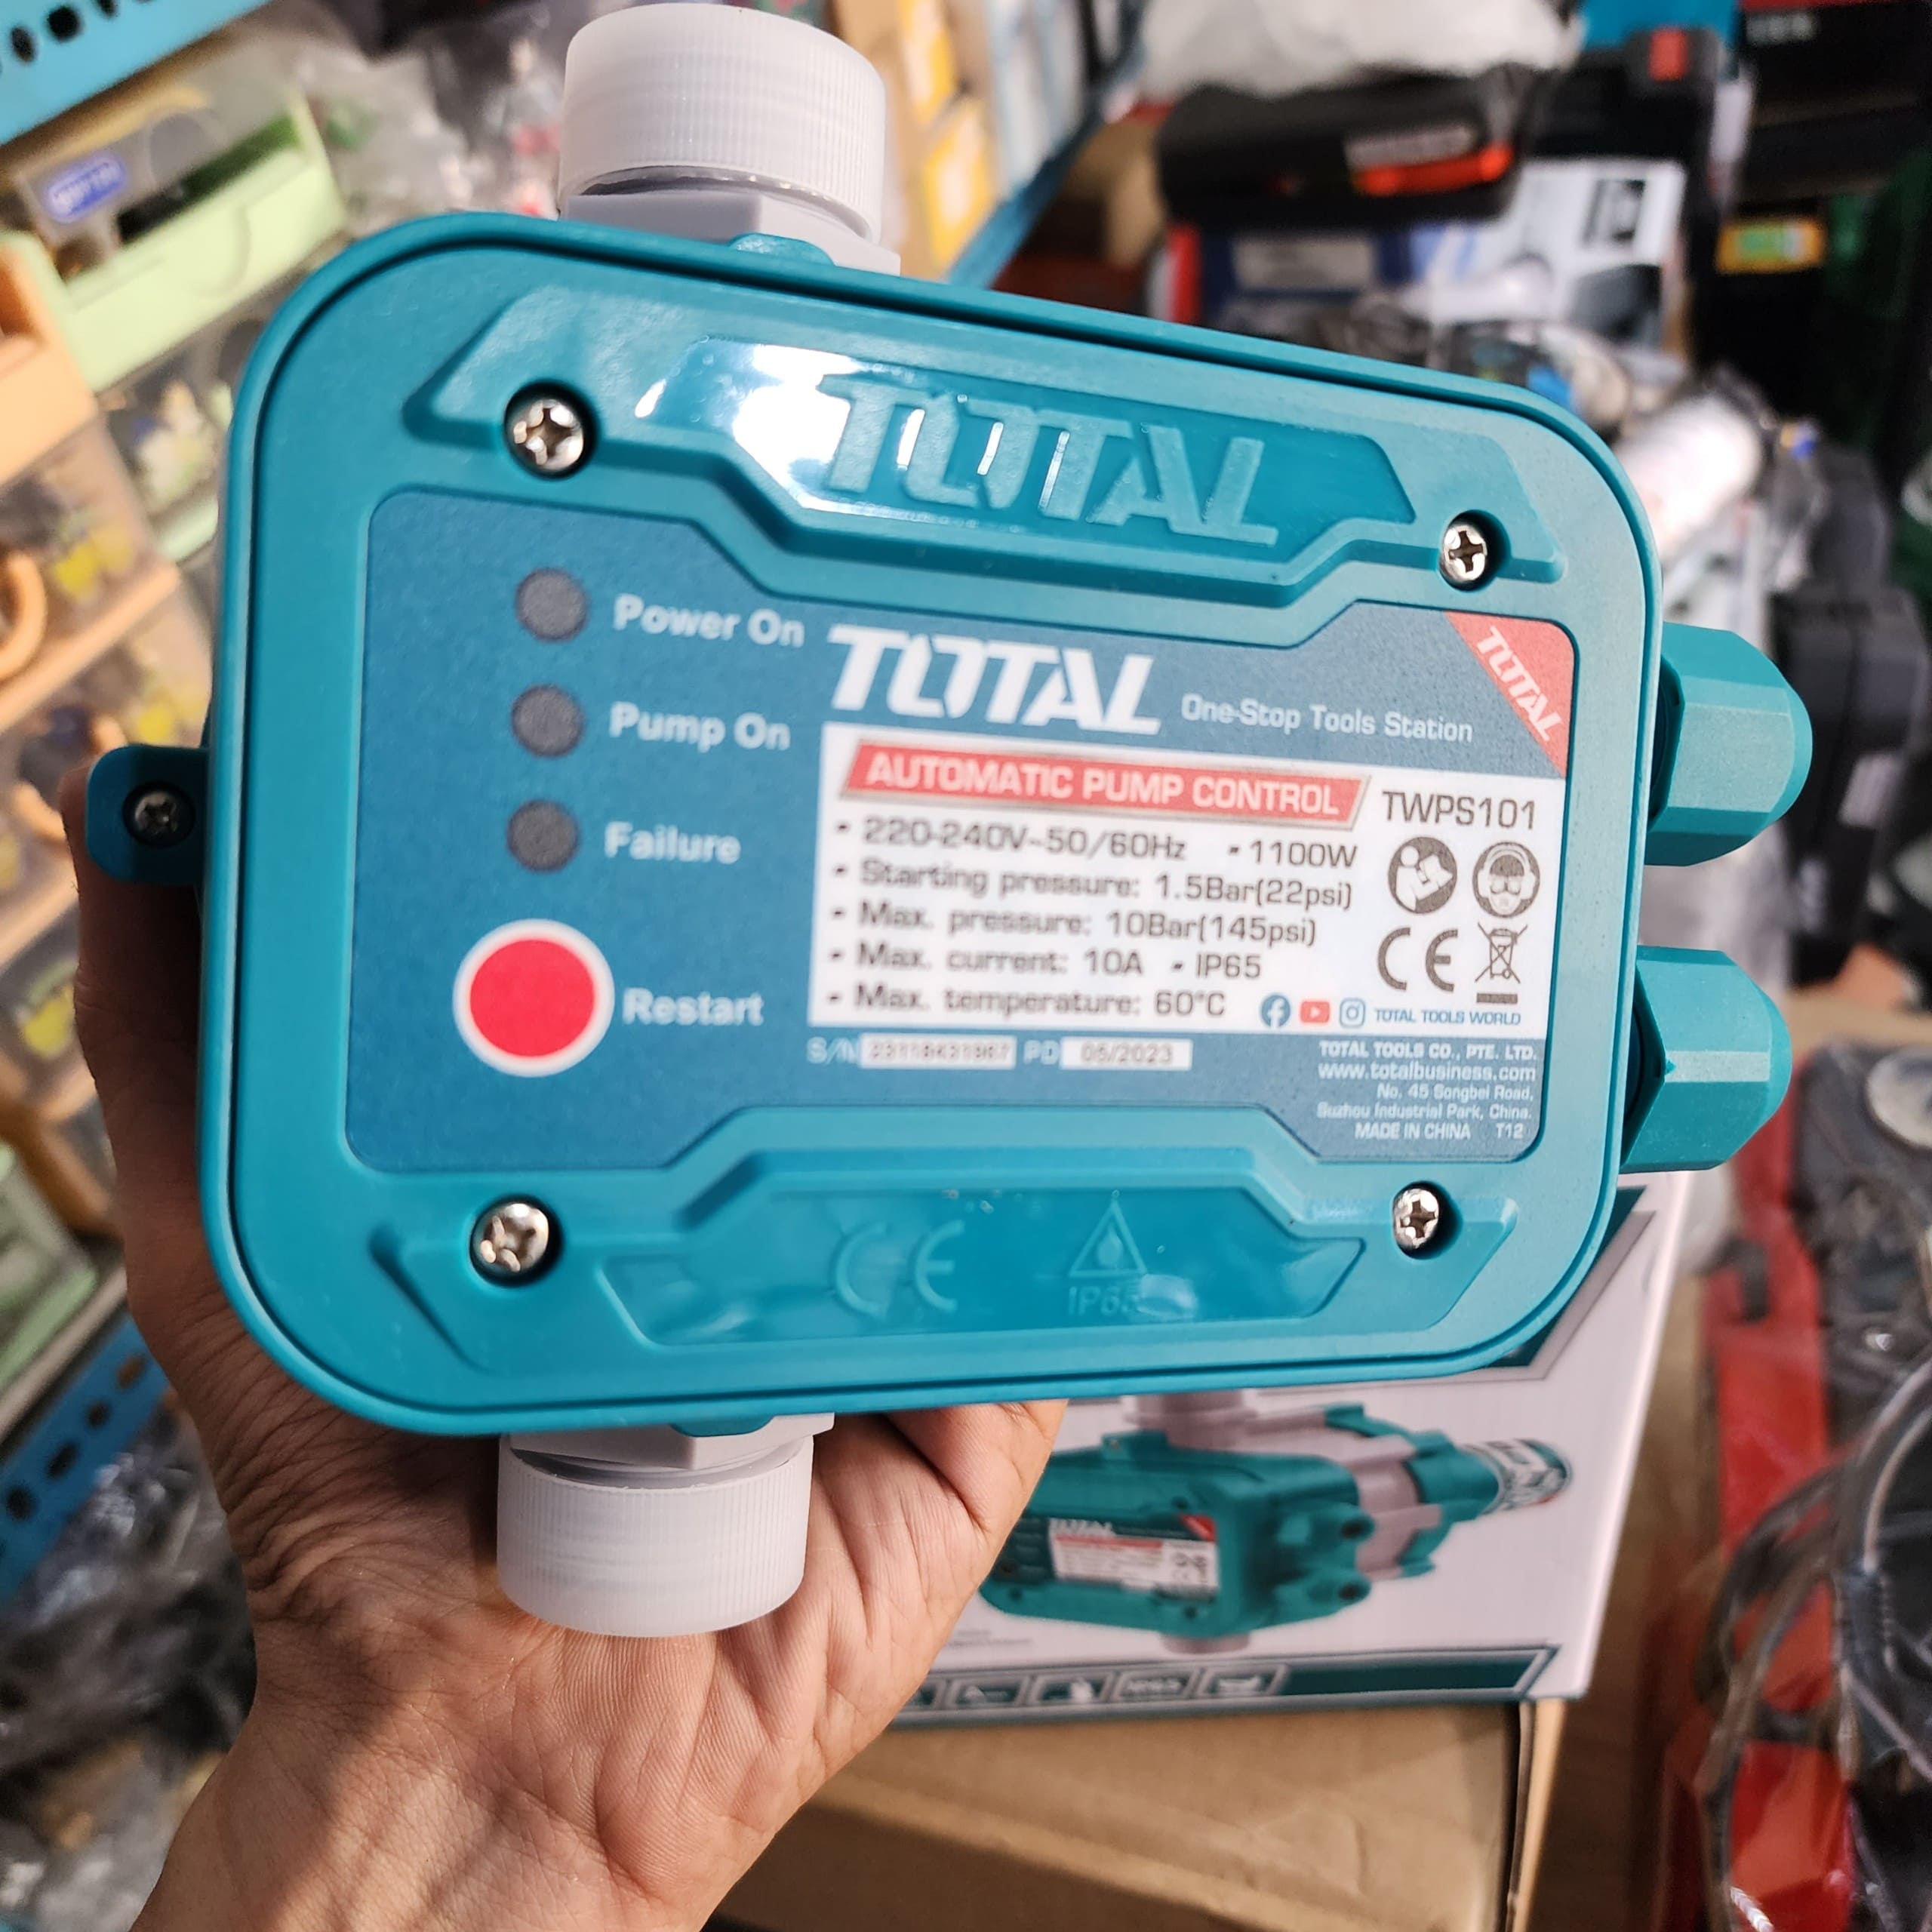 TOTAL
Power On
Pump On
Failure
Restart
TOTAL One-Stop Tools Station
TOTAL
AUTOMATIC PUMP CONTROL TWPS101
• 220-240V~50/60Hz • 1100W
• Starting pressure: 1.5Bar(22psi)
• Max. pressure: 10Bar(145psi)
• Max. current: 10A • IP65
• Max. temperature: 60°C
CE
TOTAL TOOLS WORLD
S/N PD 05/2023
TOTAL TOOLS CO., PTE. LTD.
www.totalbusiness.com
No. 45 Songbei Road,
Suzhou Industrial Park, China.
MADE IN CHINA T12
CE
IP65
TOTAL